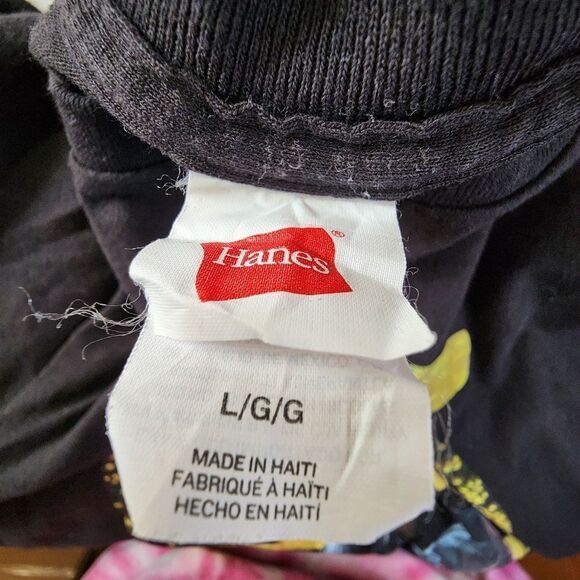 Hanes®
L/G/G
MADE IN HAITI
FABRIQUÉ À HAÏTI
HECHO EN HAITÍ